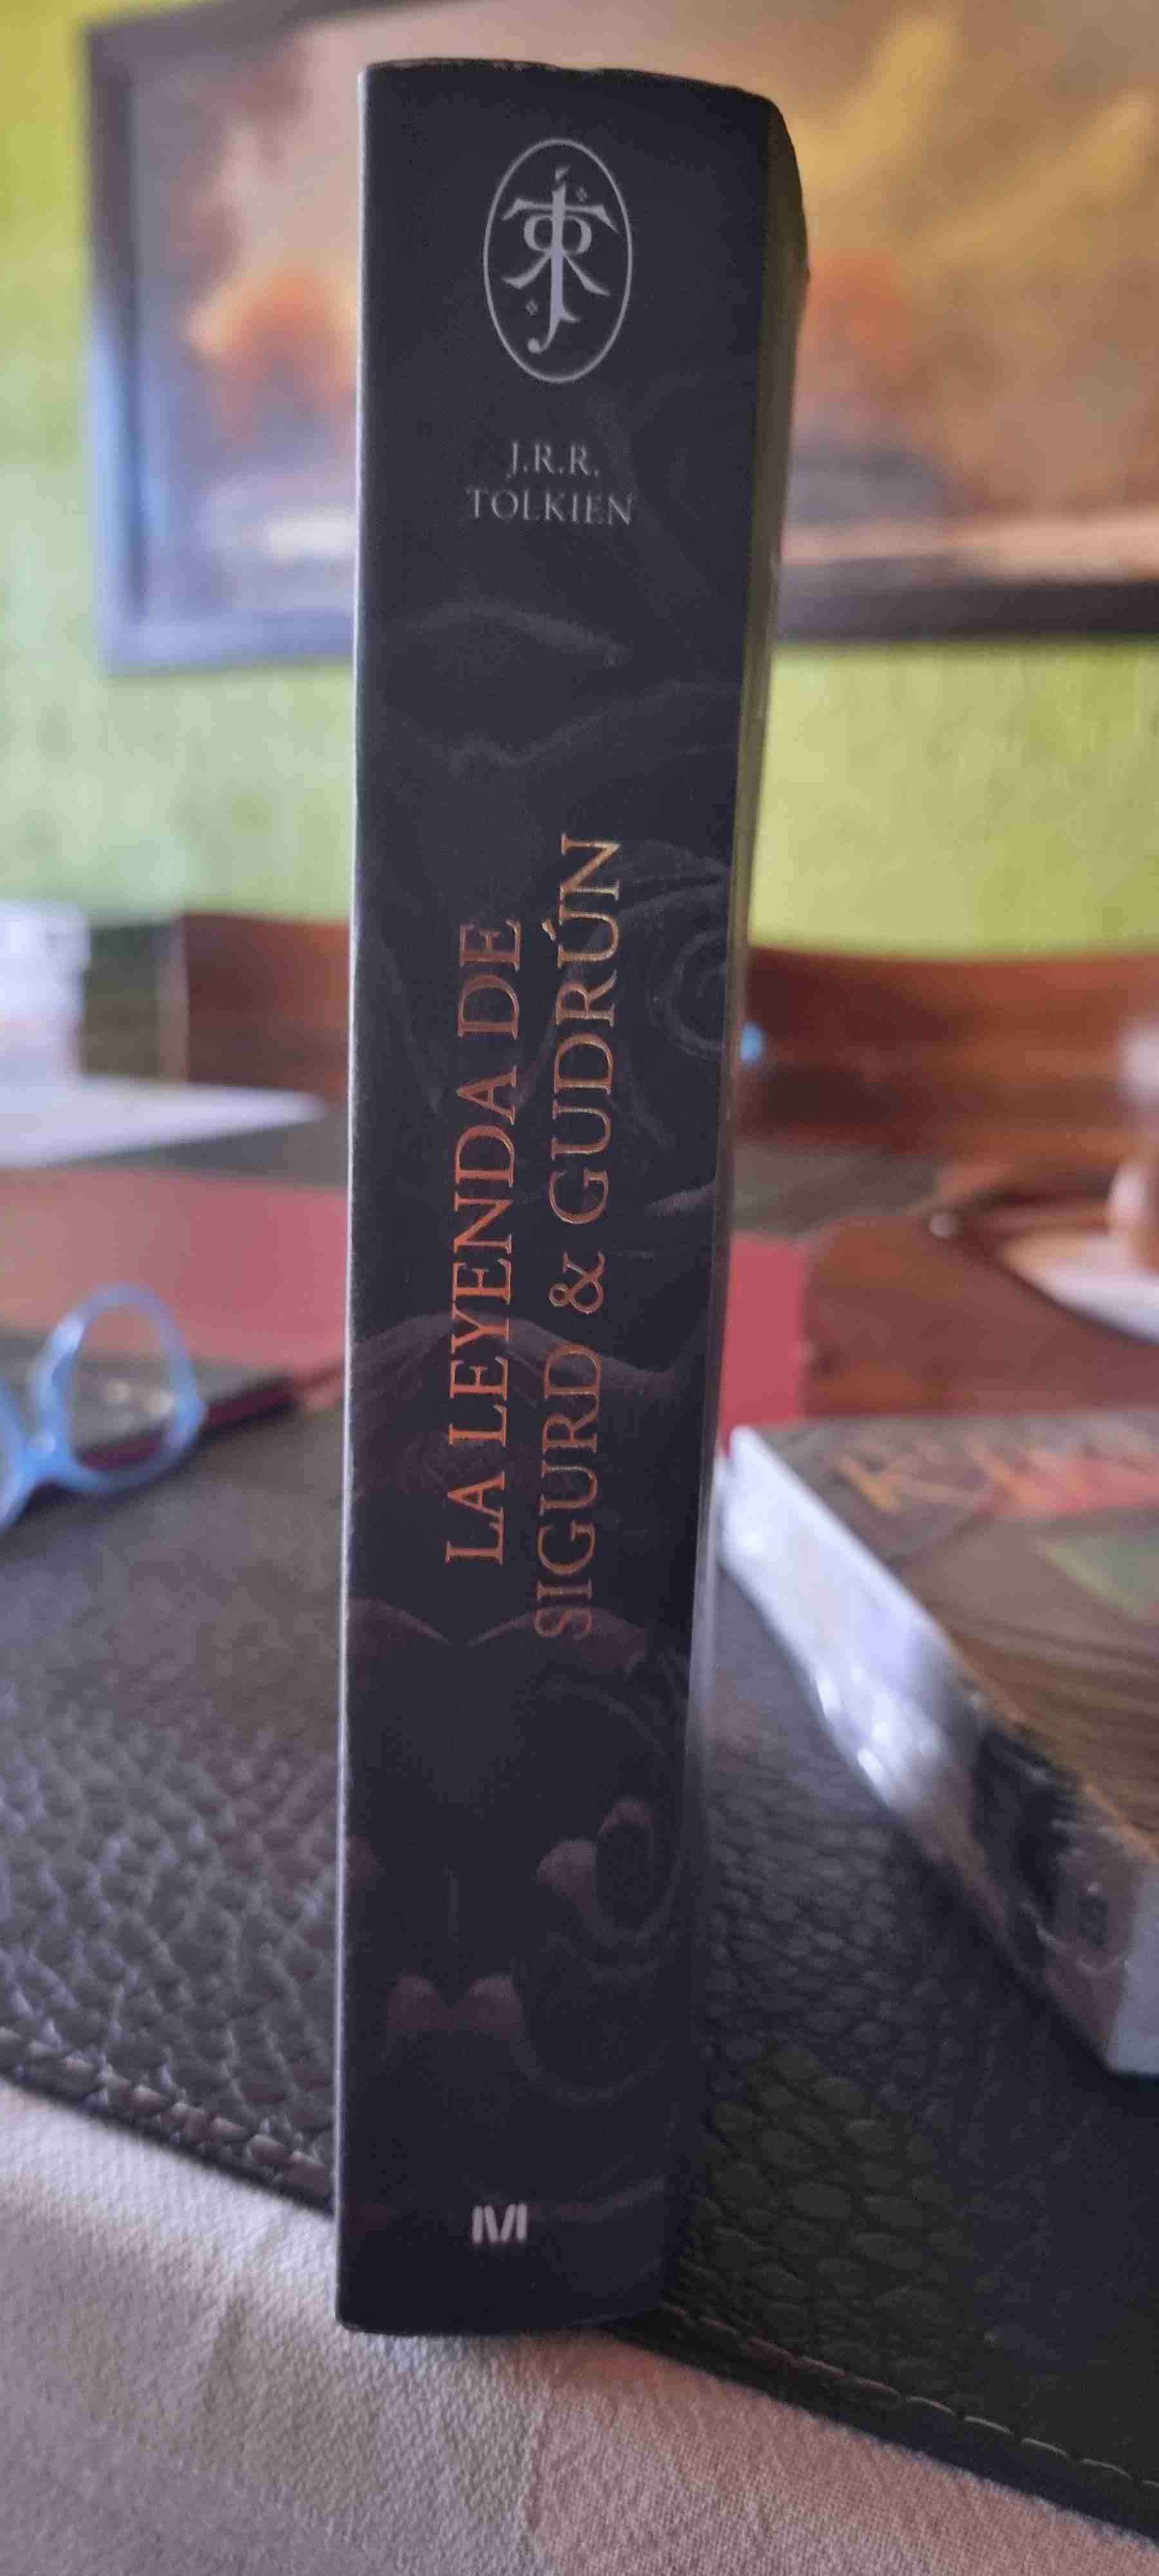 J.R.R.
TOLKIEN
LA LEYENDA DE
SIGURD & GUDRÚN